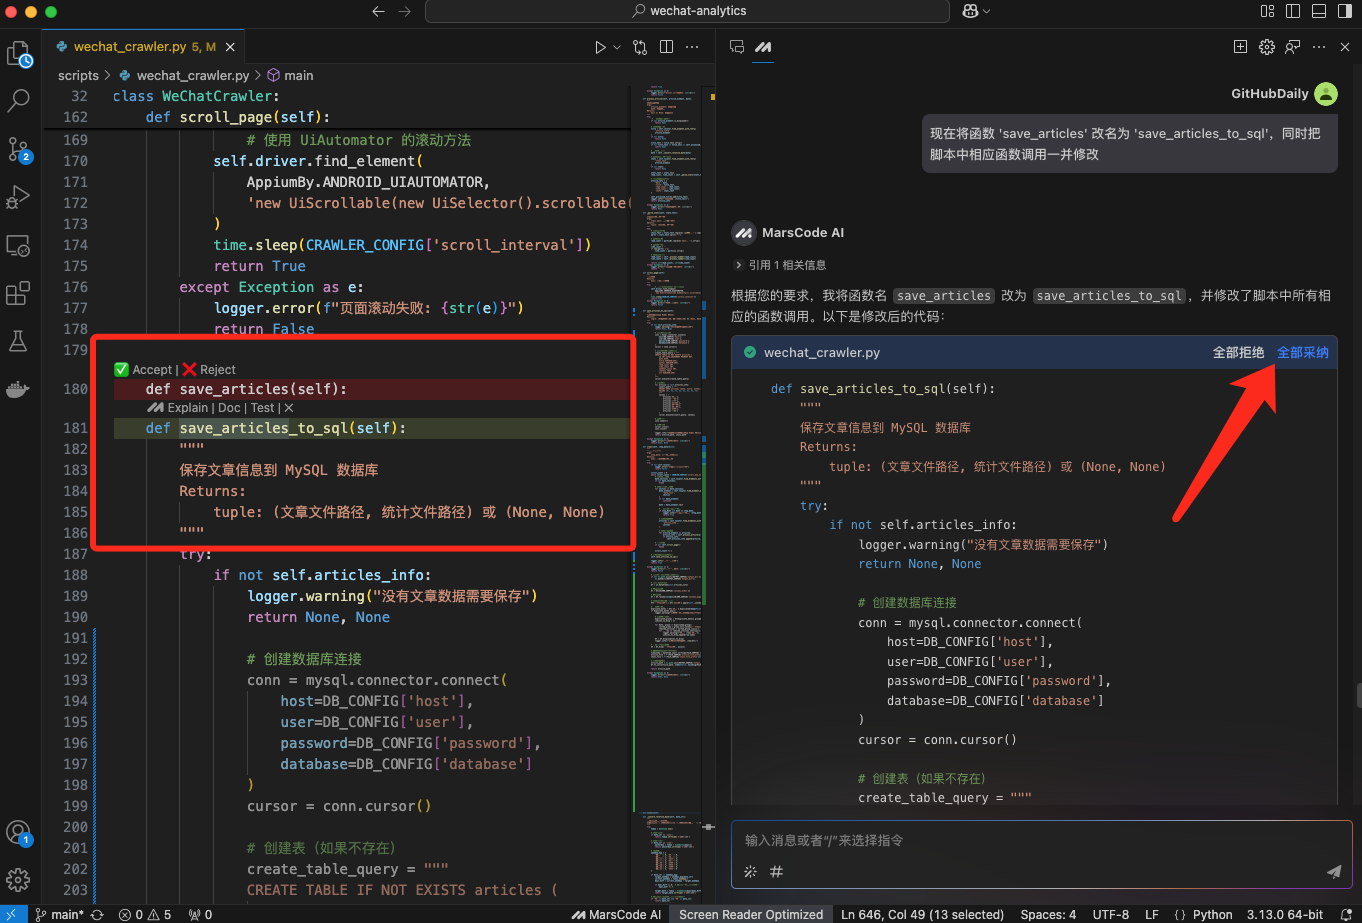 wechat-analytics
wechat_crawler.py 5, M
scripts > wechat_crawler.py > main
32 class WeChatCrawler:
162 def scroll_page(self):
169 # 使用 UiAutomator 的滚动方法
170 self.driver.find_element(
171 AppiumBy.ANDROID_UIAUTOMATOR,
172 'new UiScrollable(new UiSelector().scrollable(
173 )
174 time.sleep(CRAWLER_CONFIG['scroll_interval'])
175 return True
176 except Exception as e:
177 logger.error(f"页面滚动失败: {str(e)}")
178 return False
179
✅ Accept | ❌ Reject
180 def save_articles(self):
Explain | Doc | Test | X
181 def save_articles_to_sql(self):
182 """
183 保存文章信息到 MySQL 数据库
184 Returns:
185 tuple: (文章文件路径, 统计文件路径) 或 (None, None)
186 """
187 try:
188 if not self.articles_info:
189 logger.warning("没有文章数据需要保存")
190 return None, None
191
192 # 创建数据库连接
193 conn = mysql.connector.connect(
194 host=DB_CONFIG['host'],
195 user=DB_CONFIG['user'],
196 password=DB_CONFIG['password'],
197 database=DB_CONFIG['database']
198 )
199 cursor = conn.cursor()
200
201 # 创建表（如果不存在）
202 create_table_query = """
203 CREATE TABLE IF NOT EXISTS articles (
2
1
GitHubDaily
现在将函数 'save_articles' 改名为 'save_articles_to_sql'，同时把
脚本中相应函数调用一并修改
MarsCode AI
> 引用 1 相关信息
根据您的要求，我将函数名 save_articles 改为 save_articles_to_sql ，并修改了脚本中所有相
应的函数调用。以下是修改后的代码：
wechat_crawler.py 全部拒绝 全部采纳
def save_articles_to_sql(self):
"""
保存文章信息到 MySQL 数据库
Returns:
tuple: (文章文件路径, 统计文件路径) 或 (None, None)
"""
try:
if not self.articles_info:
logger.warning("没有文章数据需要保存")
return None, None
# 创建数据库连接
conn = mysql.connector.connect(
host=DB_CONFIG['host'],
user=DB_CONFIG['user'],
password=DB_CONFIG['password'],
database=DB_CONFIG['database']
)
cursor = conn.cursor()
# 创建表（如果不存在）
create_table_query = """
输入消息或者“/”来选择指令
#
main* 0 5 0 MarsCode AI Screen Reader Optimized Ln 646, Col 49 (13 selected) Spaces: 4 UTF-8 LF {} Python 3.13.0 64-bit